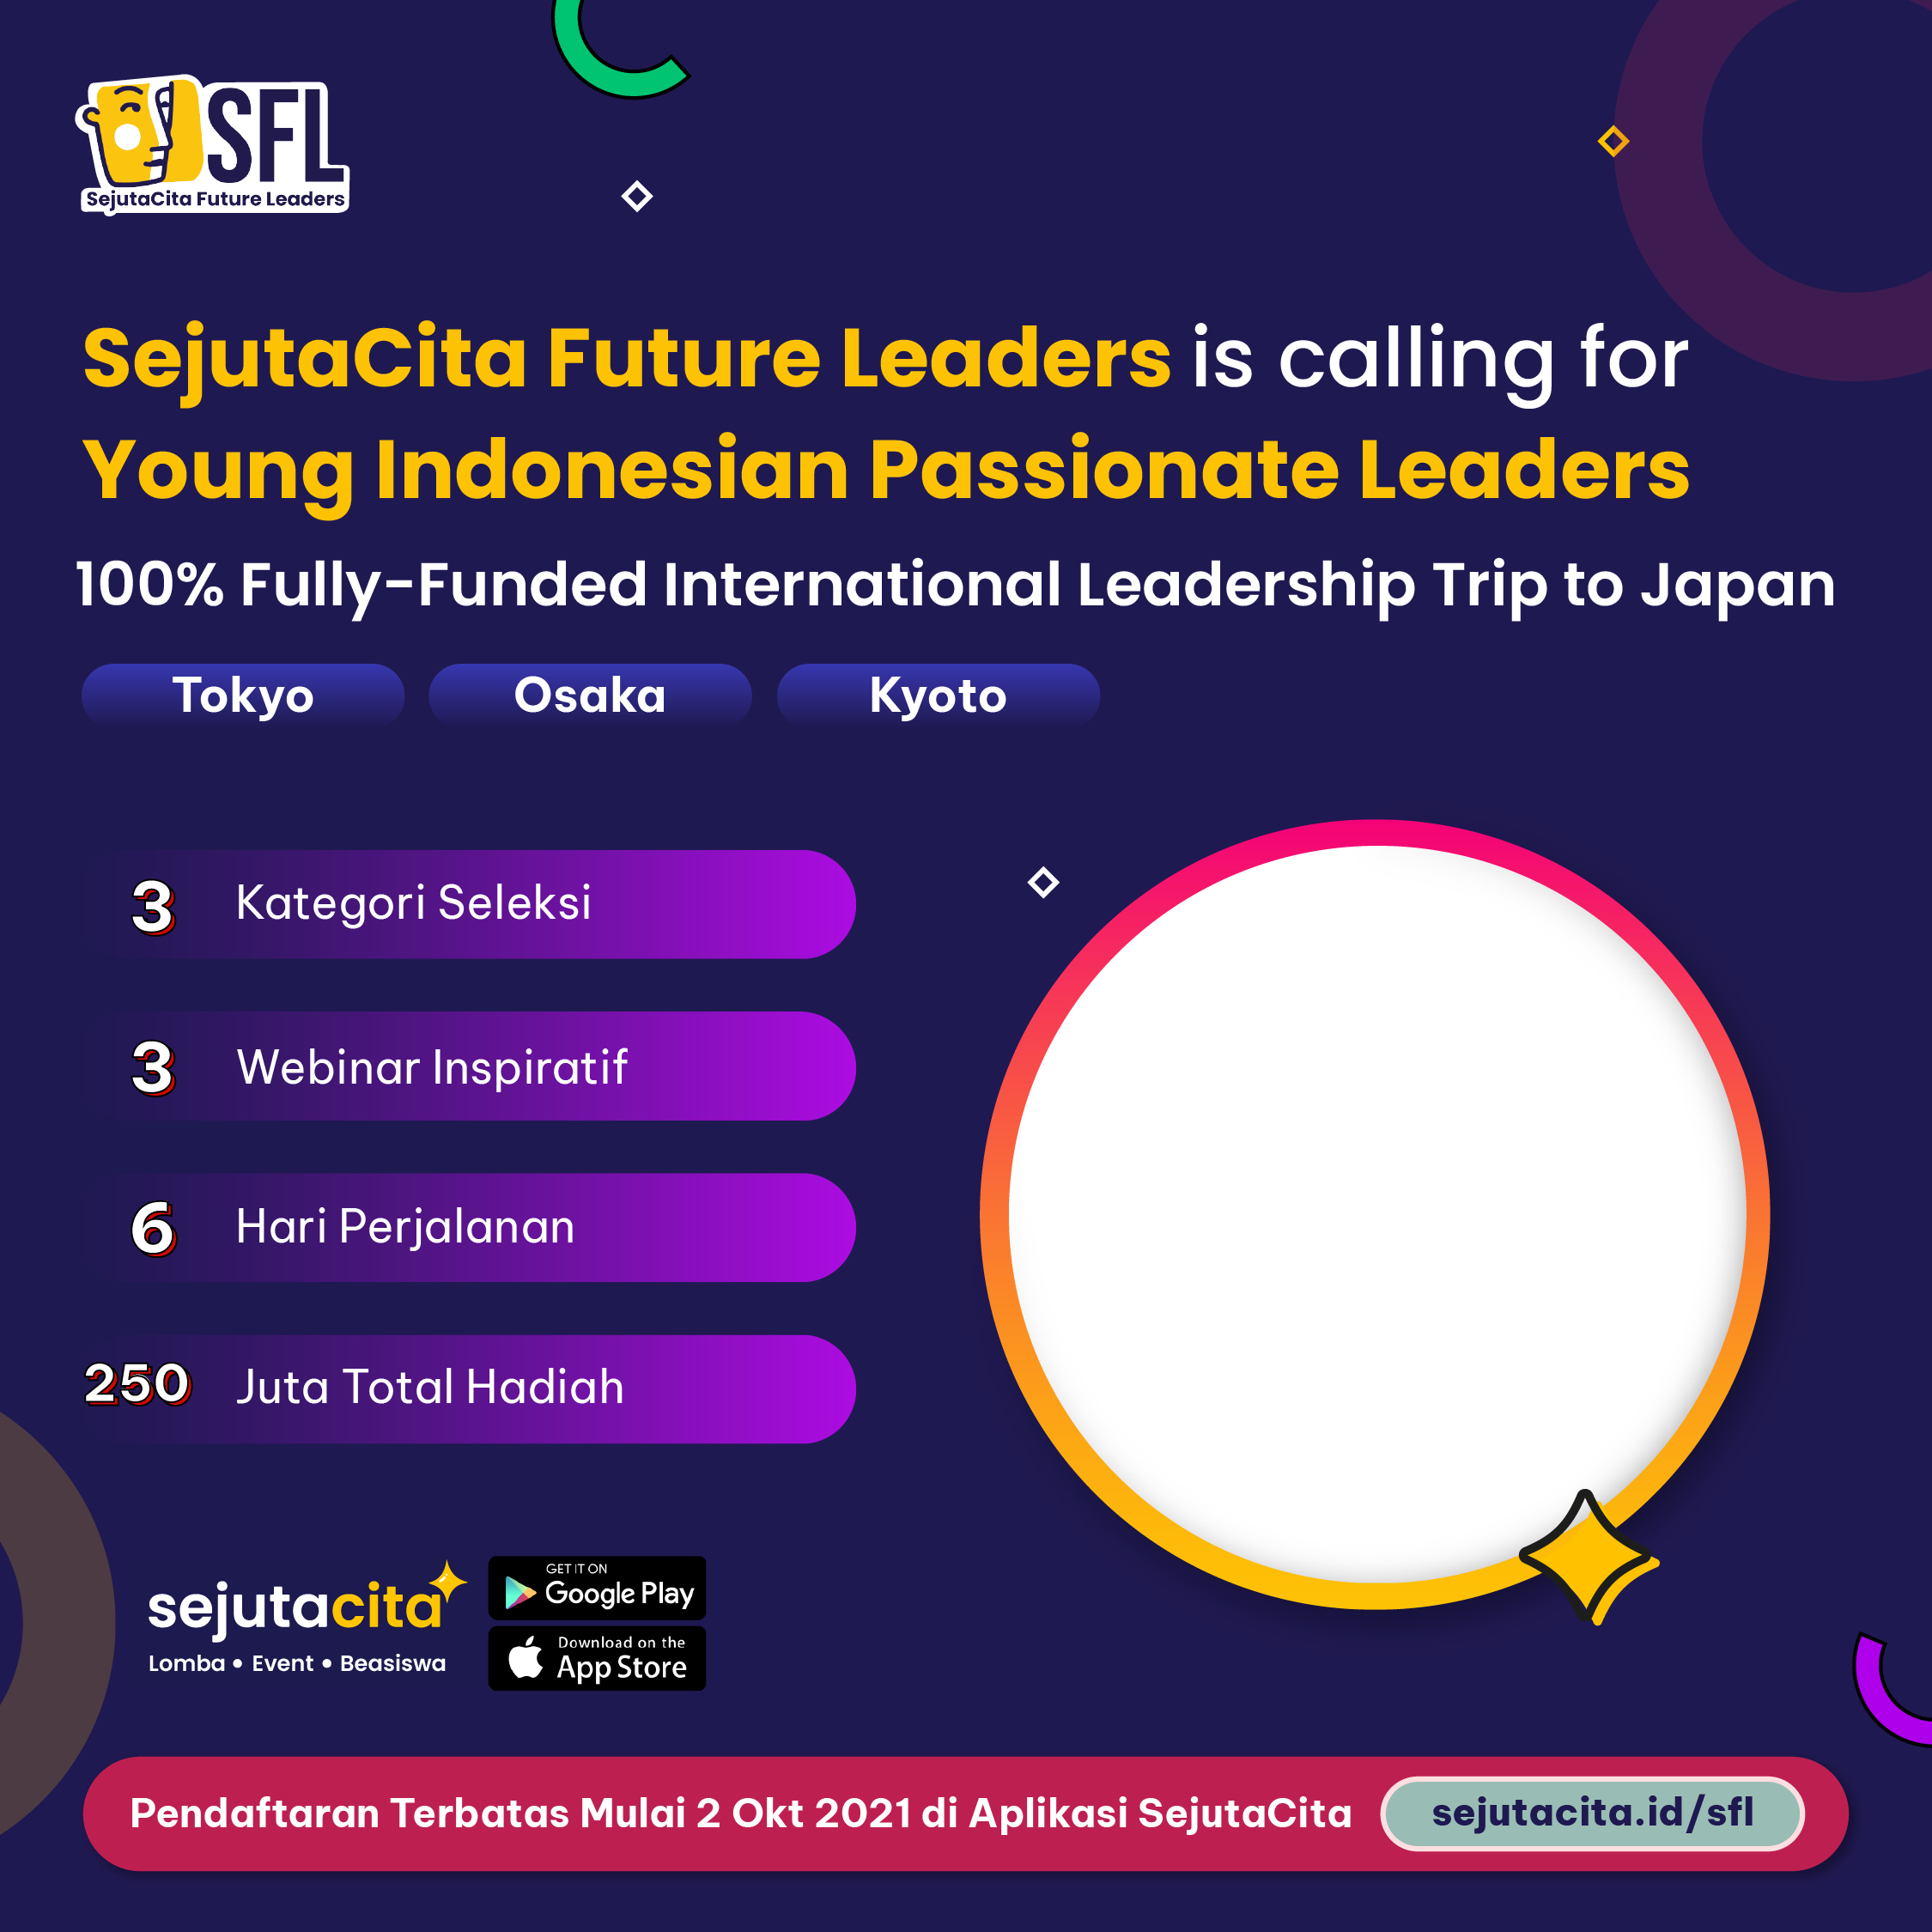 SFL
SejutaCita Future Leaders
SejutaCita Future Leaders is calling for
Young Indonesian Passionate Leaders
100% Fully-Funded International Leadership Trip to Japan
Tokyo Osaka Kyoto
3 Kategori Seleksi
3 Webinar Inspiratif
6 Hari Perjalanan
250 Juta Total Hadiah
sejutacita
Lomba • Event • Beasiswa
GET IT ON
Google Play
Download on the
App Store
Pendaftaran Terbatas Mulai 2 Okt 2021 di Aplikasi SejutaCita sejutacita.id/sfl